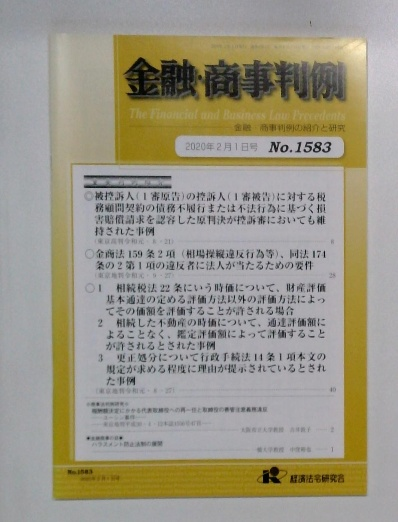 金融・商事判例
The Financial and Business Law Precedents
金融・商事判例の紹介と研究
2020年2月1日号 No.1583
○被控訴人（1審原告）の控訴人（1審被告）に対する税
務顧問契約の債務不履行または不法行為に基づく損
害賠償請求を認容した原判決が控訴審においても維
持された事例
○金商法159条2項（相場操縦違反行為等）、同法174
条の2第1項の違反者に法人が当たるための要件
○1 相続税法22条にいう時価について、財産評価
基本通達の定める評価方法以外の評価方法によっ
てその価額を評価することが許される場合
2 相続した不動産の時価について、通達評価額に
よることなく、鑑定評価額によって評価すること
が許されるとされた事例
3 更正処分について行政手続法14条1項本文の
規定が求める程度に理由が提示されているとされ
た事例
ハラスメント防止法制の展開
No.1583
経済法令研究会